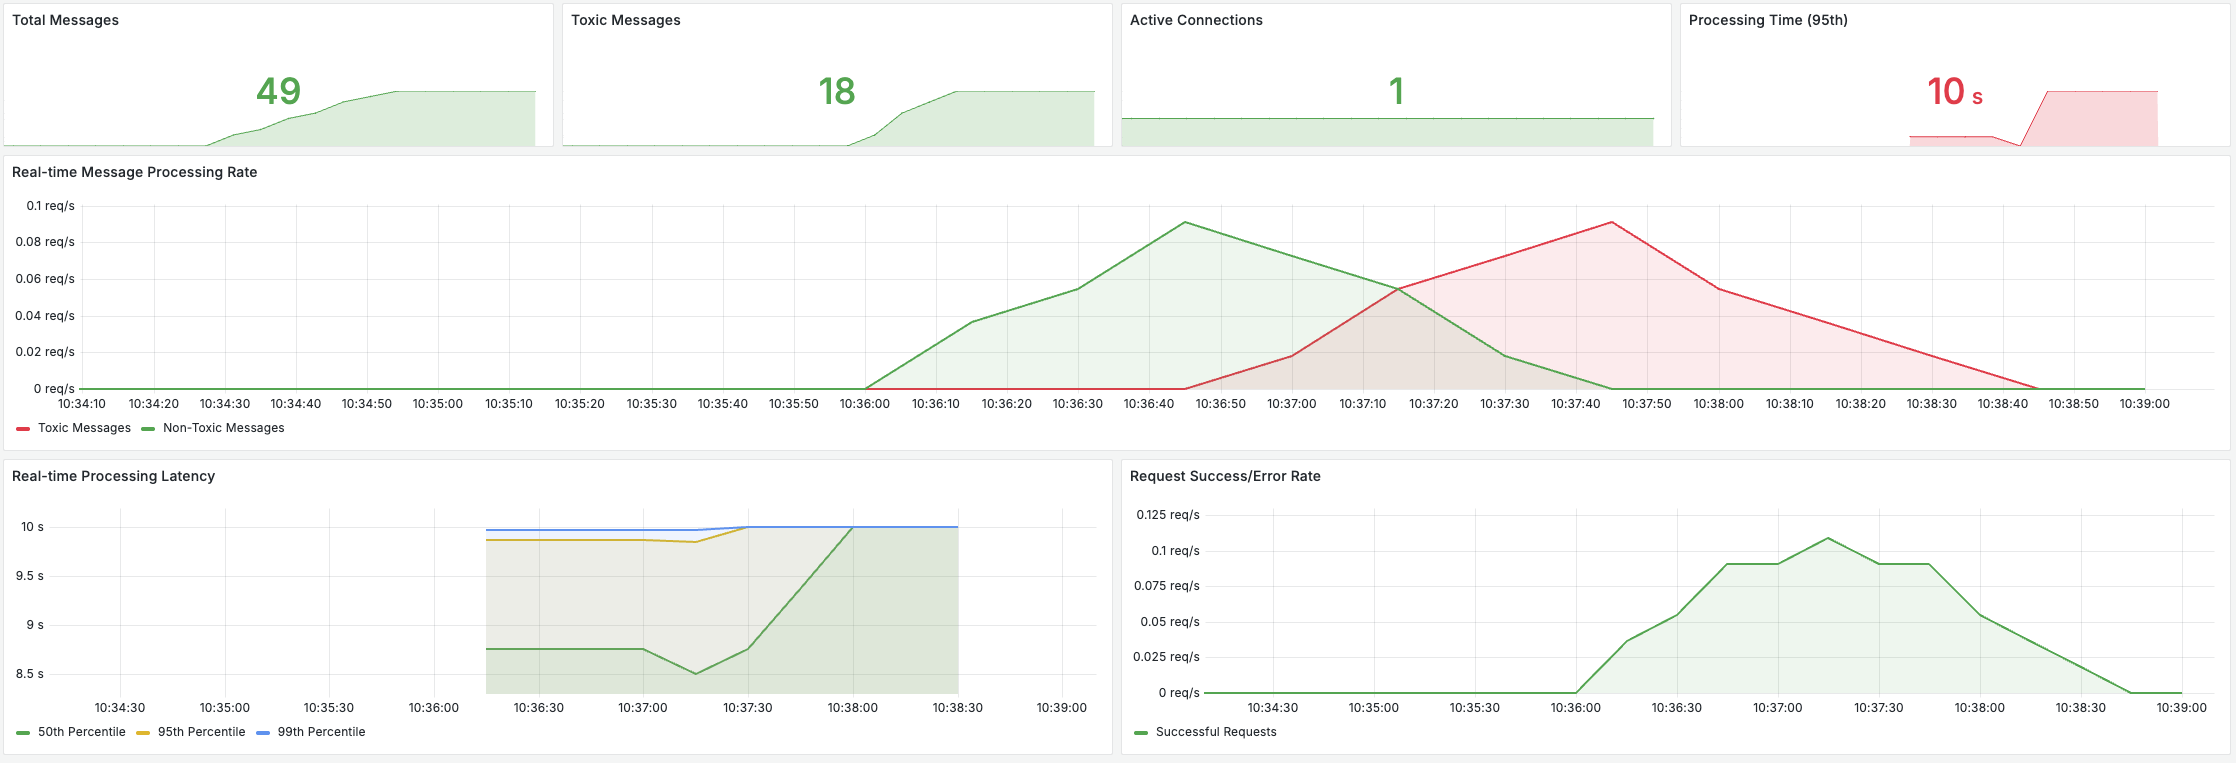 Total Messages
49
Toxic Messages
18
Active Connections
1
Processing Time (95th)
10 s
Real-time Message Processing Rate
0.1 req/s
0.08 req/s
0.06 req/s
0.04 req/s
0.02 req/s
0 req/s
10:34:10 10:34:20 10:34:30 10:34:40 10:34:50 10:35:00 10:35:10 10:35:20 10:35:30 10:35:40 10:35:50 10:36:00 10:36:10 10:36:20 10:36:30 10:36:40 10:36:50 10:37:00 10:37:10 10:37:20 10:37:30 10:37:40 10:37:50 10:38:00 10:38:10 10:38:20 10:38:30 10:38:40 10:38:50 10:39:00
Toxic Messages Non-Toxic Messages
Real-time Processing Latency
10 s
9.5 s
9 s
8.5 s
10:34:30 10:35:00 10:35:30 10:36:00 10:36:30 10:37:00 10:37:30 10:38:00 10:38:30 10:39:00
50th Percentile 95th Percentile 99th Percentile
Request Success/Error Rate
0.125 req/s
0.1 req/s
0.075 req/s
0.05 req/s
0.025 req/s
0 req/s
10:34:30 10:35:00 10:35:30 10:36:00 10:36:30 10:37:00 10:37:30 10:38:00 10:38:30 10:39:00
Successful Requests